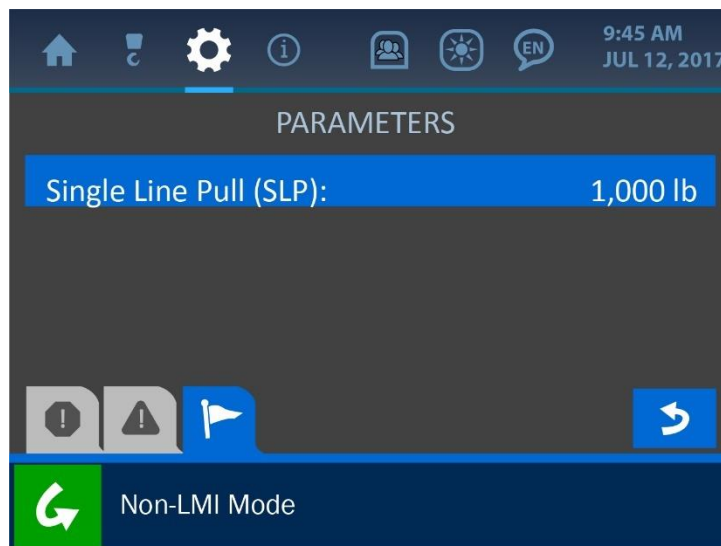 EN
9:45 AM
JUL 12, 2017
PARAMETERS
Single Line Pull (SLP): 1,000 lb
Non-LMI Mode